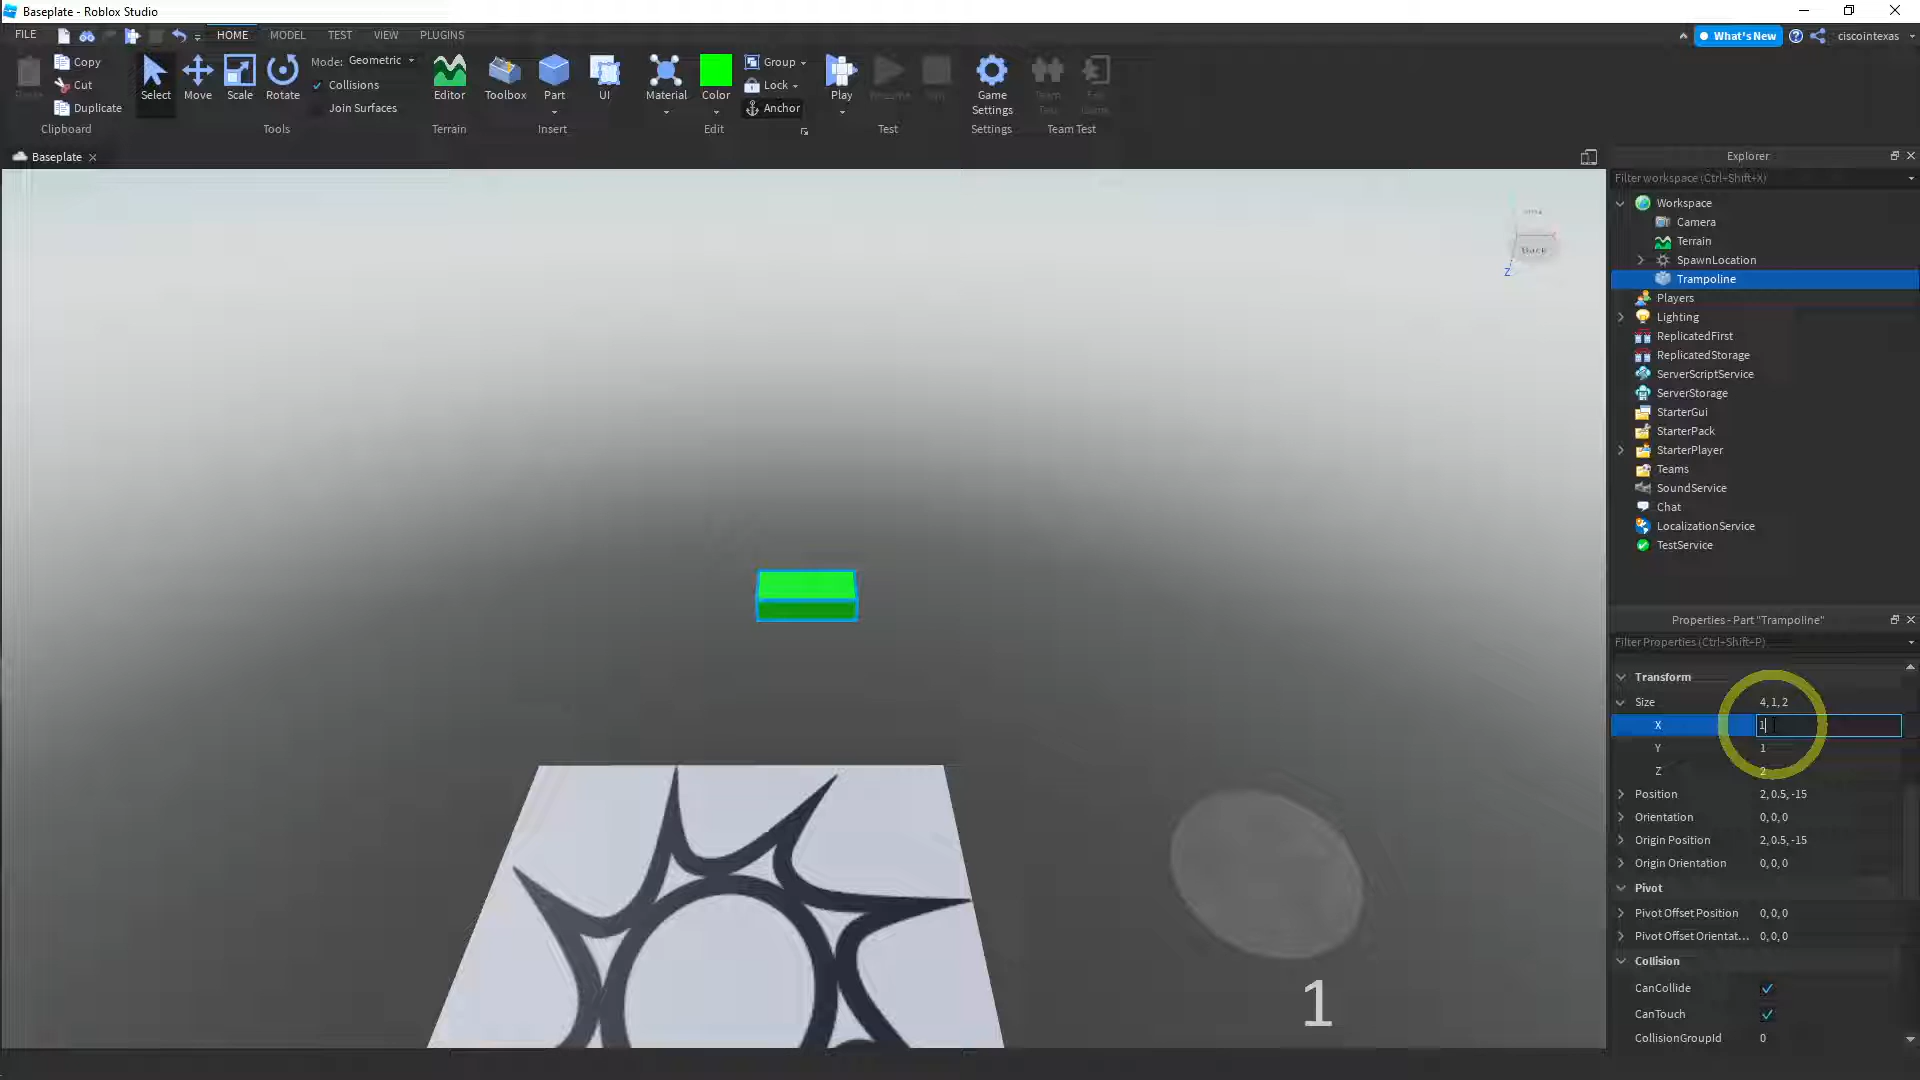 Baseplate - Roblox Studio
FILE HOME MODEL TEST VIEW PLUGINS What's New ciscointexas
Copy
Cut
Duplicate
Clipboard
Select Move Scale Rotate
Mode: Geometric
Collisions
Join Surfaces
Tools
Editor
Terrain
Toolbox Part UI
Insert
Material Color
Group
Lock
Anchor
Edit
Play
Test
Game
Settings
Settings
Team
Test
Team Test
Baseplate
Back
Z
1
Explorer
Filter workspace (Ctrl+Shift+X)
Workspace
Camera
Terrain
SpawnLocation
Trampoline
Players
Lighting
ReplicatedFirst
ReplicatedStorage
ServerScriptService
ServerStorage
StarterGui
StarterPack
StarterPlayer
Teams
SoundService
Chat
LocalizationService
TestService
Properties - Part "Trampoline"
Filter Properties (Ctrl+Shift+P)
Transform
Size 4, 1, 2
X 1
Y 1
Z 2
Position 2, 0.5, -15
Orientation 0, 0, 0
Origin Position 2, 0.5, -15
Origin Orientation 0, 0, 0
Pivot
Pivot Offset Position 0, 0, 0
Pivot Offset Orientat... 0, 0, 0
Collision
CanCollide
CanTouch
CollisionGroupId 0